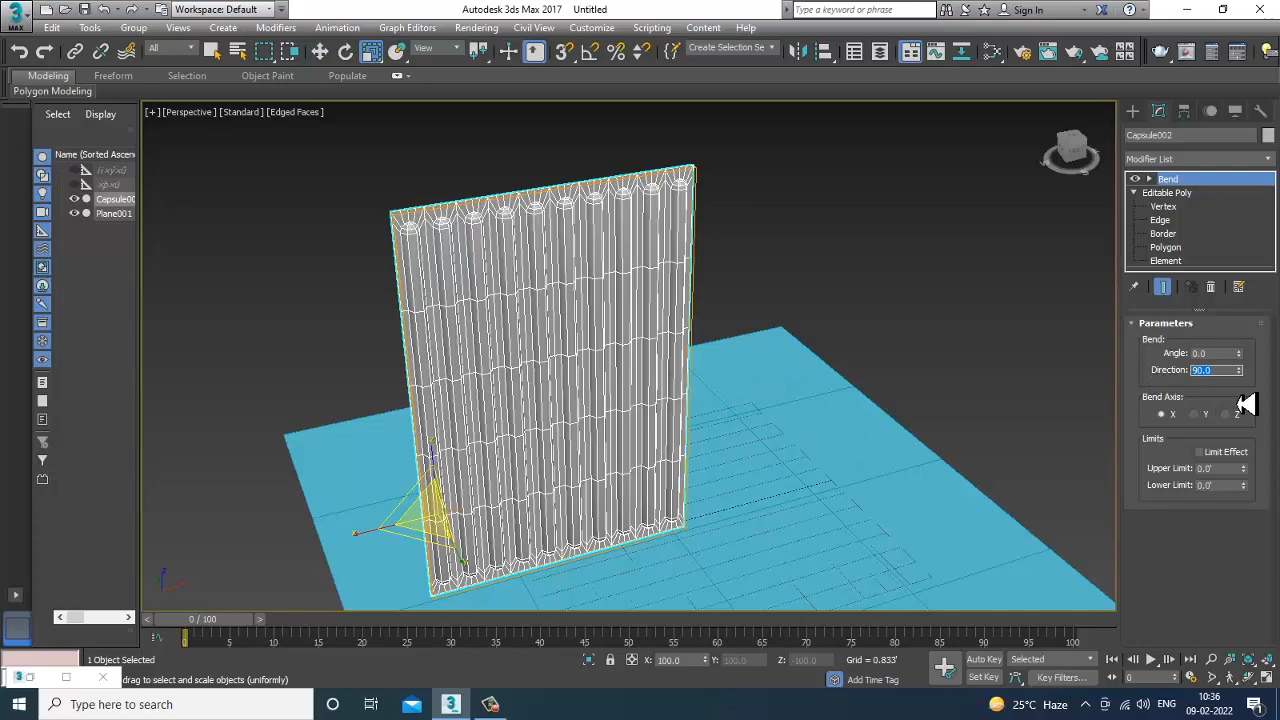 Workspace: Default
Autodesk 3ds Max 2017 Untitled
Type a keyword or phrase
Sign In
MAX
Edit Tools Group Views Create Modifiers Animation Graph Editors Rendering Civil View Customize Scripting Content Help
All
View
Create Selection Se
Modeling Freeform Selection Object Paint Populate
Polygon Modeling
Select Display
[+] [Perspective] [Standard] [Edged Faces]
Name (Sorted Ascen
Capsule00
Plane001
Capsule002
Modifier List
Bend
Editable Poly
Vertex
Edge
Border
Polygon
Element
Parameters
Bend:
Angle: 0.0
Direction: 90.0
Bend Axis:
X Y Z
Limits
Limit Effect
Upper Limit: 0.0'
Lower Limit: 0.0'
0 / 100
0 5 10 15 20 25 30 35 40 45 50 55 60 65 70 75 80 85 90 95 100
1 Object Selected
X: 100.0 Y: 100.0 Z: -100.0 Grid = 0.833'
Auto Key Selected
drag to select and scale objects (uniformly)
Add Time Tag
Set Key Key Filters...
0
Type here to search
25°C Haze
ENG
10:36
09-02-2022